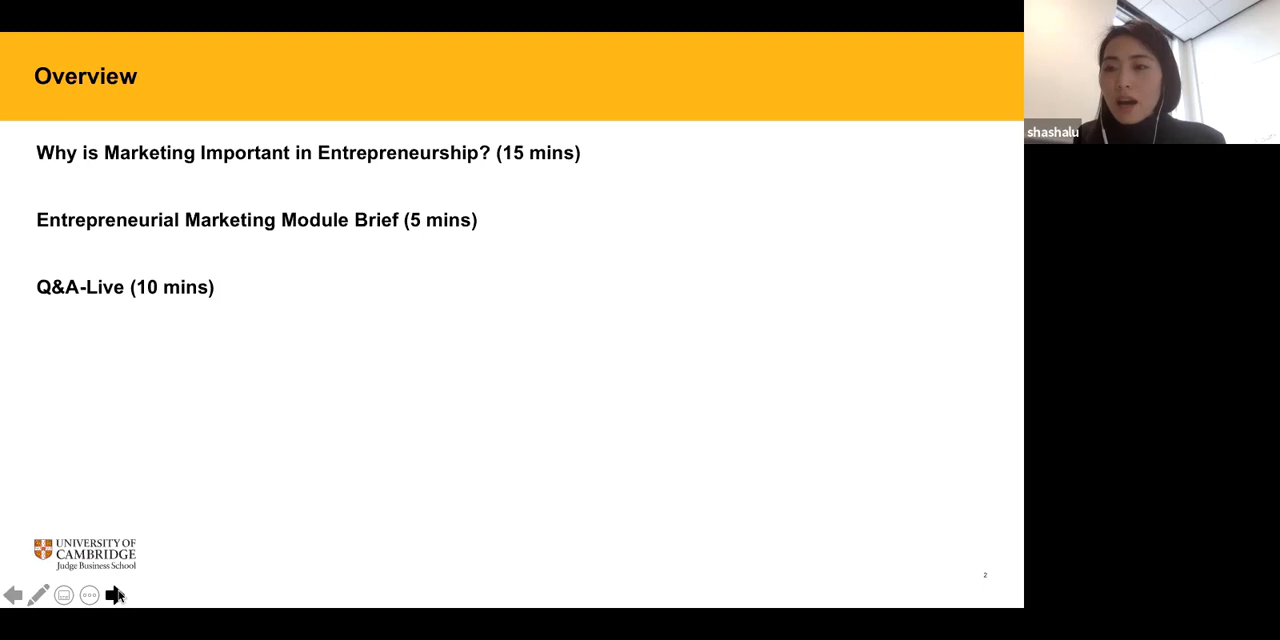 Overview
shashalu
Why is Marketing Important in Entrepreneurship? (15 mins)
Entrepreneurial Marketing Module Brief (5 mins)
Q&A-Live (10 mins)
UNIVERSITY OF
CAMBRIDGE
Judge Business School
2